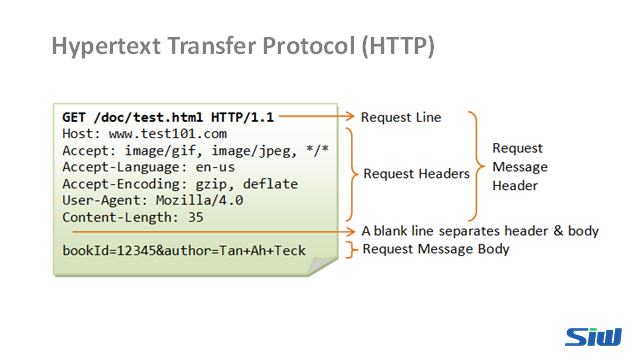 Hypertext Transfer Protocol (HTTP)
GET /doc/test.html HTTP/1.1
Request Line
Host: www.test101.com
Accept: image/gif, image/jpeg, */*
Accept-Language: en-us
Accept-Encoding: gzip, deflate
User-Agent: Mozilla/4.0
Content-Length: 35
Request Headers
Request
Message
Header
A blank line separates header & body
bookId=12345&author=Tan+Ah+Teck
Request Message Body
SiW